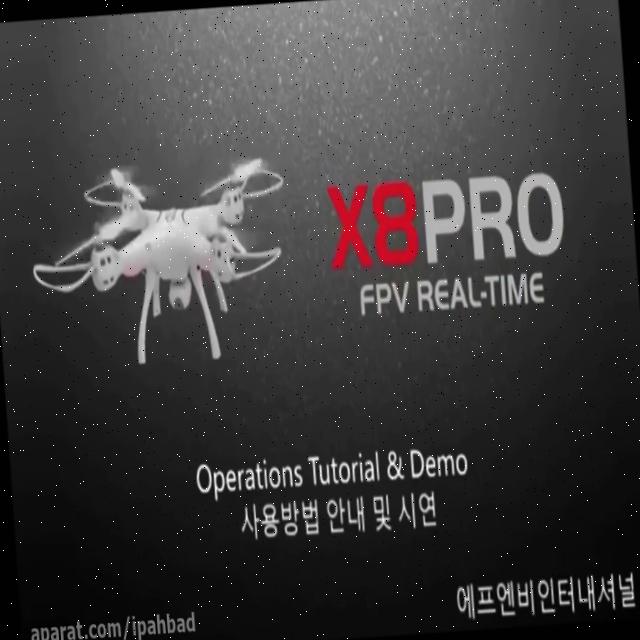 X8PRO
FPV REAL-TIME
Operations Tutorial & Demo
사용방법 안내 및 시연
에프엔비인터내셔널
aparat.com/ipahbad